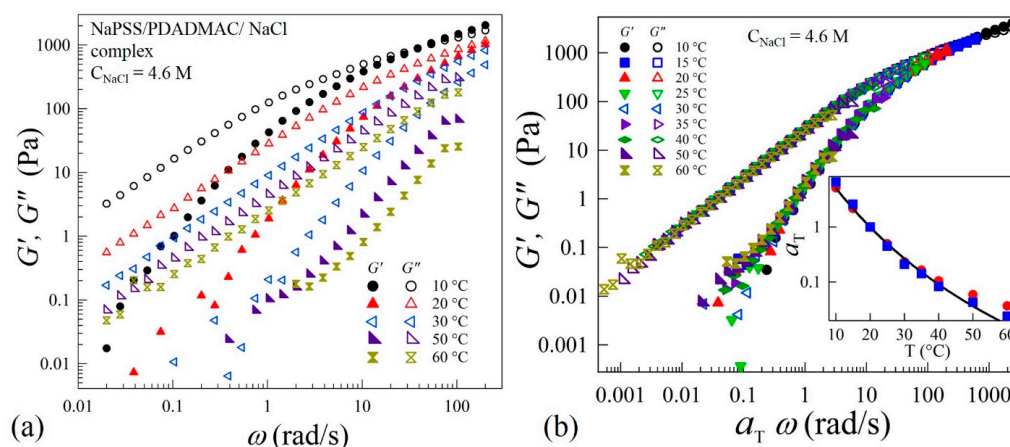 NaPSS/PDADMAC/ NaCl
complex
C_NaCl = 4.6 M
G', G" (Pa)
1000
100
10
1
0.1
0.01
G' G"
10 °C
20 °C
30 °C
50 °C
60 °C
0.01 0.1 1 10 100
(a) ω (rad/s)
G', G" (Pa)
1000
100
10
1
0.1
0.01
0.001
G' G"
10 °C
15 °C
20 °C
25 °C
30 °C
35 °C
40 °C
50 °C
60 °C
C_NaCl = 4.6 M
a_T
1
0.1
10 20 30 40 50 60
T (°C)
0.001 0.01 0.1 1 10 100 1000
(b) a_T ω (rad/s)